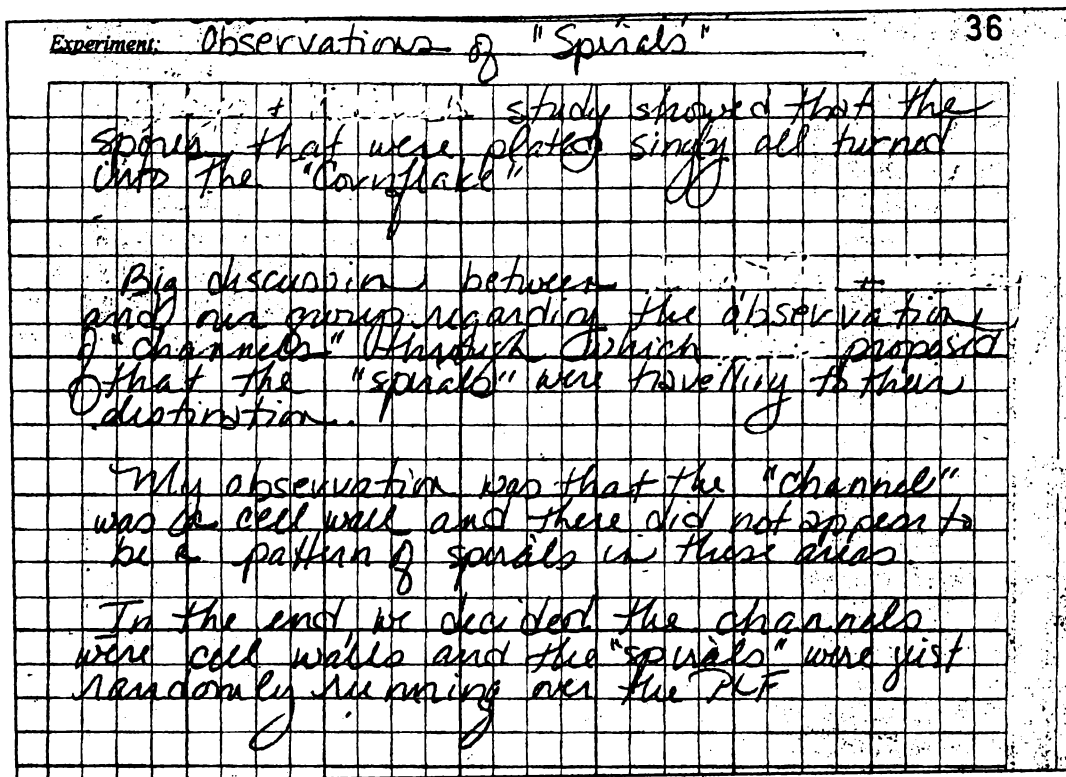 36
Experiment: Observations of "Spirals"
study showed that the
spores that were plated singly all turned
into the "Cornflake"
Big discussion between
and our group regarding the observation
of "channels" through which proposed
that the "spirals" were travelling to their
distination.
My observation was that the "channel"
was a cell wall and there did not appear to
be a pattern of spirals in these areas.
In the end we decided the channels
were cell walls and the "spirals" were just
randomly running over the PCF